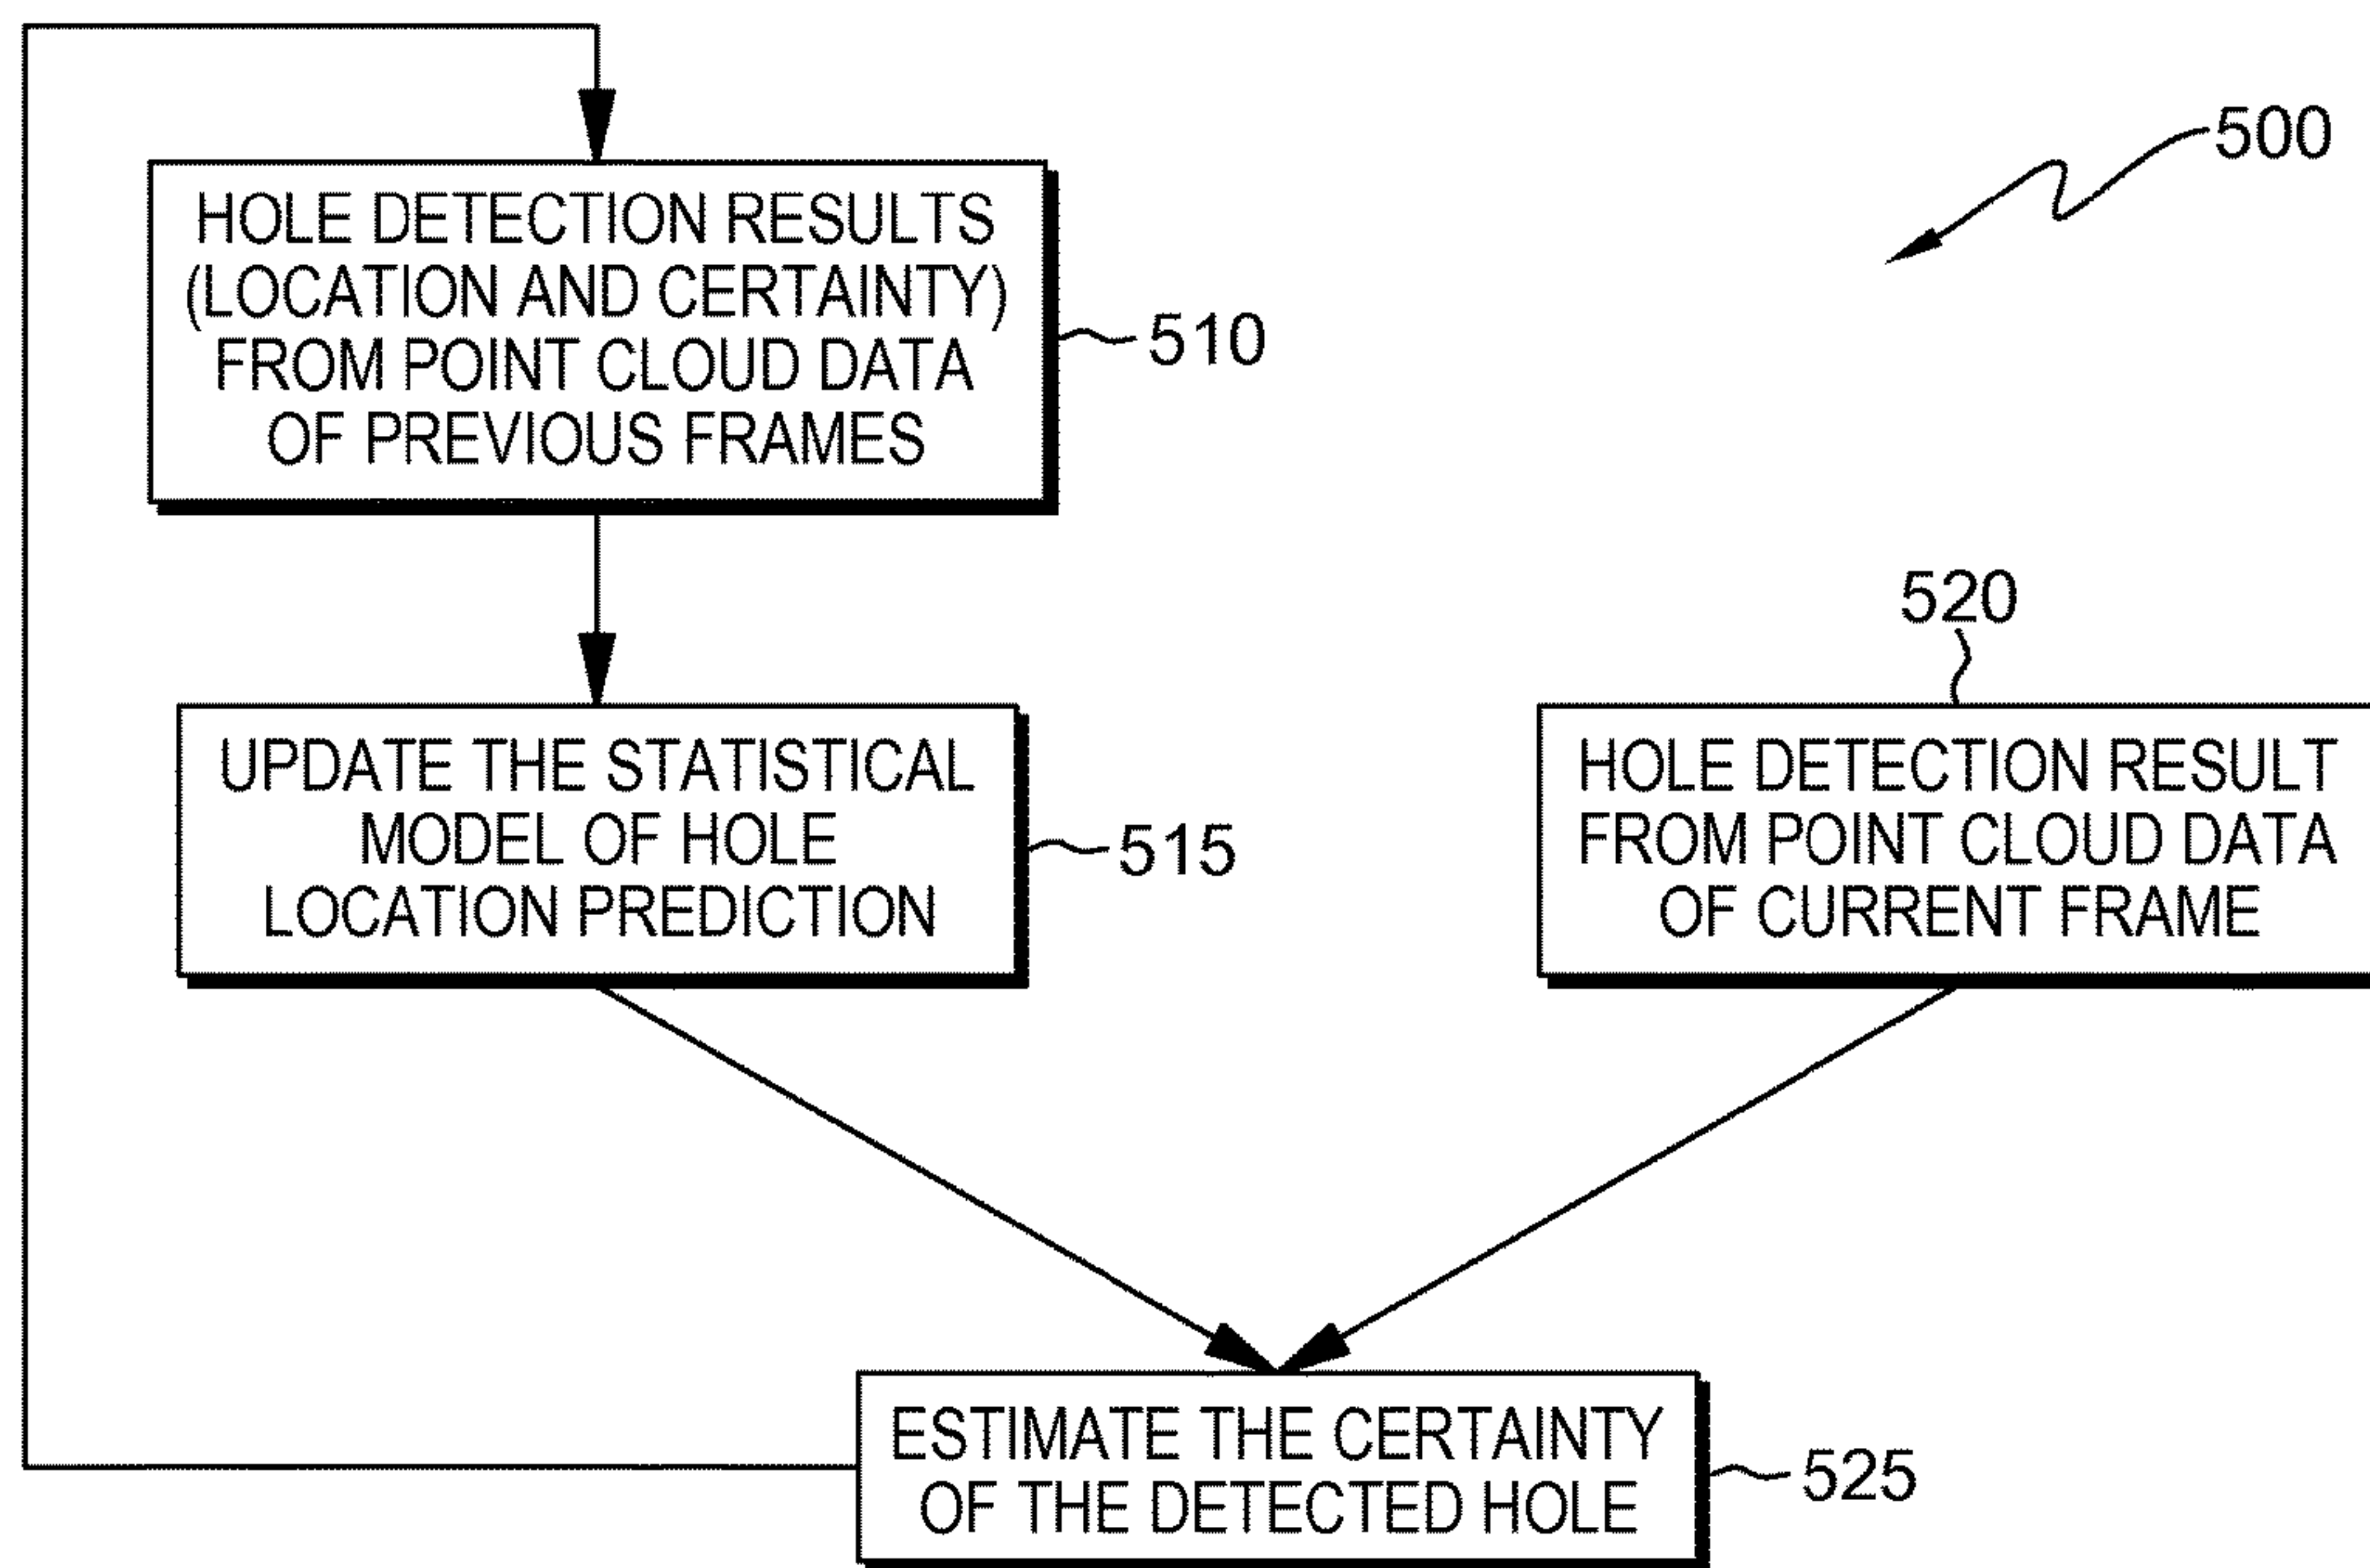 500
HOLE DETECTION RESULTS
(LOCATION AND CERTAINTY)
FROM POINT CLOUD DATA
OF PREVIOUS FRAMES
510
UPDATE THE STATISTICAL
MODEL OF HOLE
LOCATION PREDICTION
515
520
HOLE DETECTION RESULT
FROM POINT CLOUD DATA
OF CURRENT FRAME
ESTIMATE THE CERTAINTY
OF THE DETECTED HOLE
525